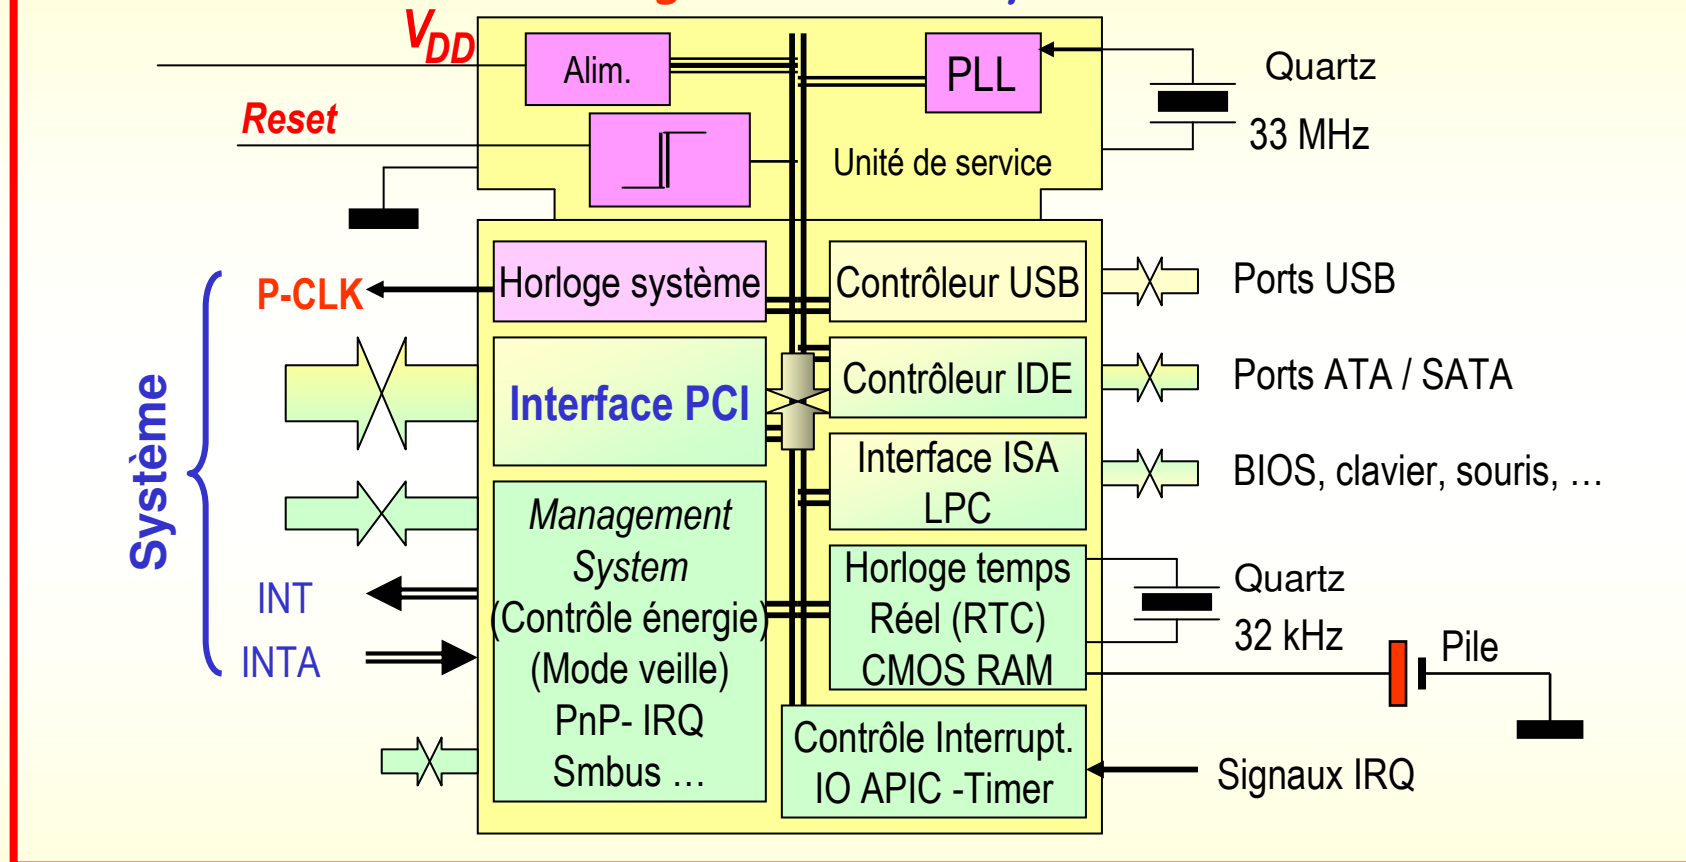 VDD
Alim.
PLL
Quartz
33 MHz
Reset
Unité de service
Système
P-CLK
Horloge système
Contrôleur USB
Ports USB
Interface PCI
Contrôleur IDE
Ports ATA / SATA
Interface ISA
LPC
BIOS, clavier, souris, …
Management
System
(Contrôle énergie)
(Mode veille)
PnP- IRQ
Smbus …
INT
INTA
Horloge temps
Réel (RTC)
CMOS RAM
Quartz
32 kHz
Pile
Contrôle Interrupt.
IO APIC -Timer
Signaux IRQ